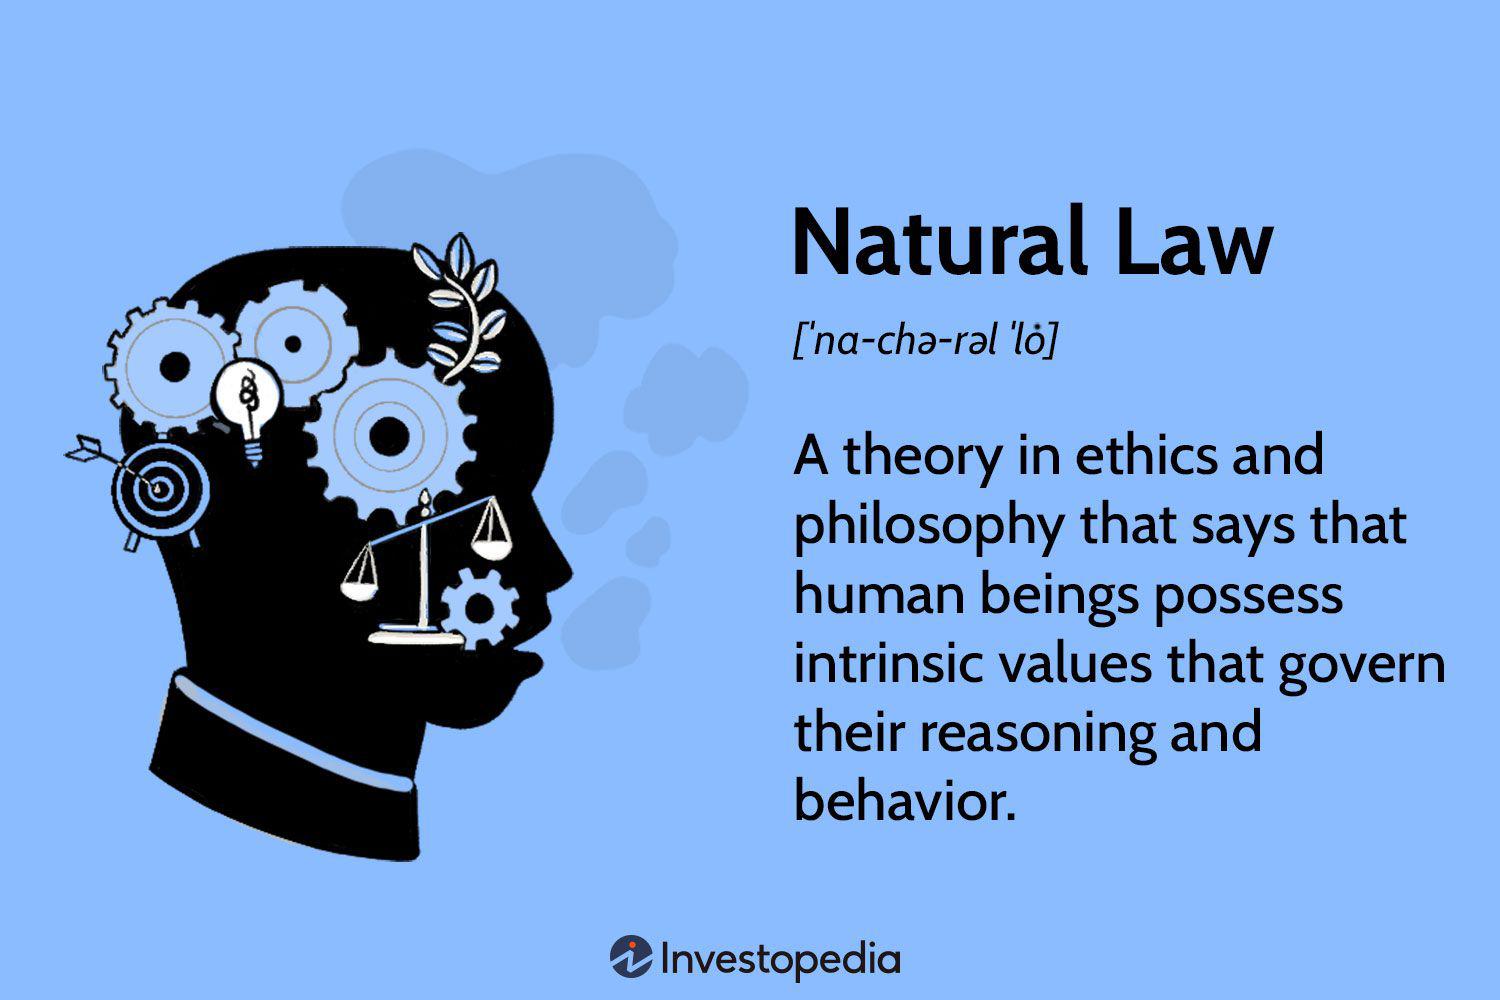 Natural Law
[ˈna-chə-rəl ˈlȯ]
A theory in ethics and
philosophy that says that
human beings possess
intrinsic values that govern
their reasoning and
behavior.
Investopedia